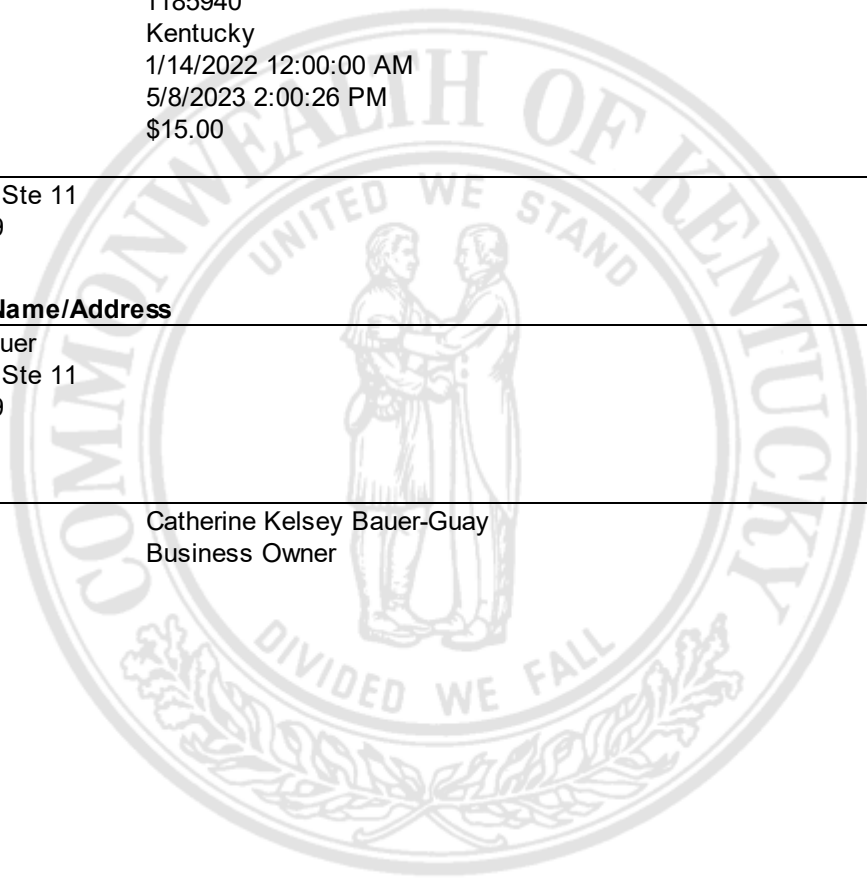 1185940
Kentucky
1/14/2022 12:00:00 AM
5/8/2023 2:00:26 PM
$15.00
Ste 11
9
Name/Address
uer
Ste 11
9
Catherine Kelsey Bauer-Guay
Business Owner
COMMONWEALTH OF KENTUCKY
UNITED WE STAND
DIVIDED WE FALL